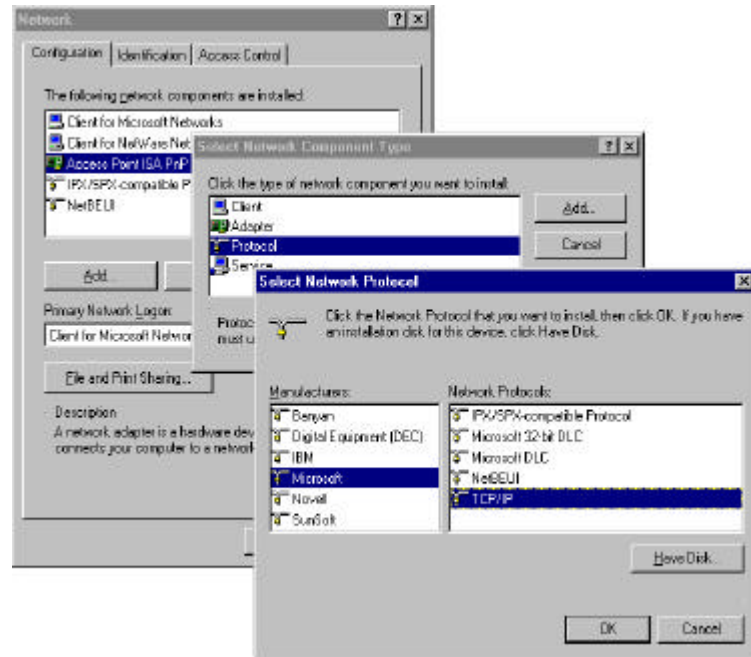 Network
Configuration Identification Access Control
The following network components are installed:
Client for Microsoft Networks
Client for NetWare Net
Access Point ISA PnP
IPX/SPX-compatible P
NetBEUI
Add...
Primary Network Logon:
Client for Microsoft Networ
File and Print Sharing...
Description
A network adapter is a hardware dev
connects your computer to a network
Select Network Component Type
Click the type of network component you want to install:
Client
Adapter
Protocol
Service
Add...
Cancel
Protoc
must u
Select Network Protocol
Click the Network Protocol that you want to install, then click OK. If you have
an installation disk for this device, click Have Disk.
Manufacturers:
Banyan
Digital Equipment (DEC)
IBM
Microsoft
Novell
SunSoft
Network Protocols:
IPX/SPX-compatible Protocol
Microsoft 32-bit DLC
Microsoft DLC
NetBEUI
TCP/IP
Have Disk...
OK Cancel